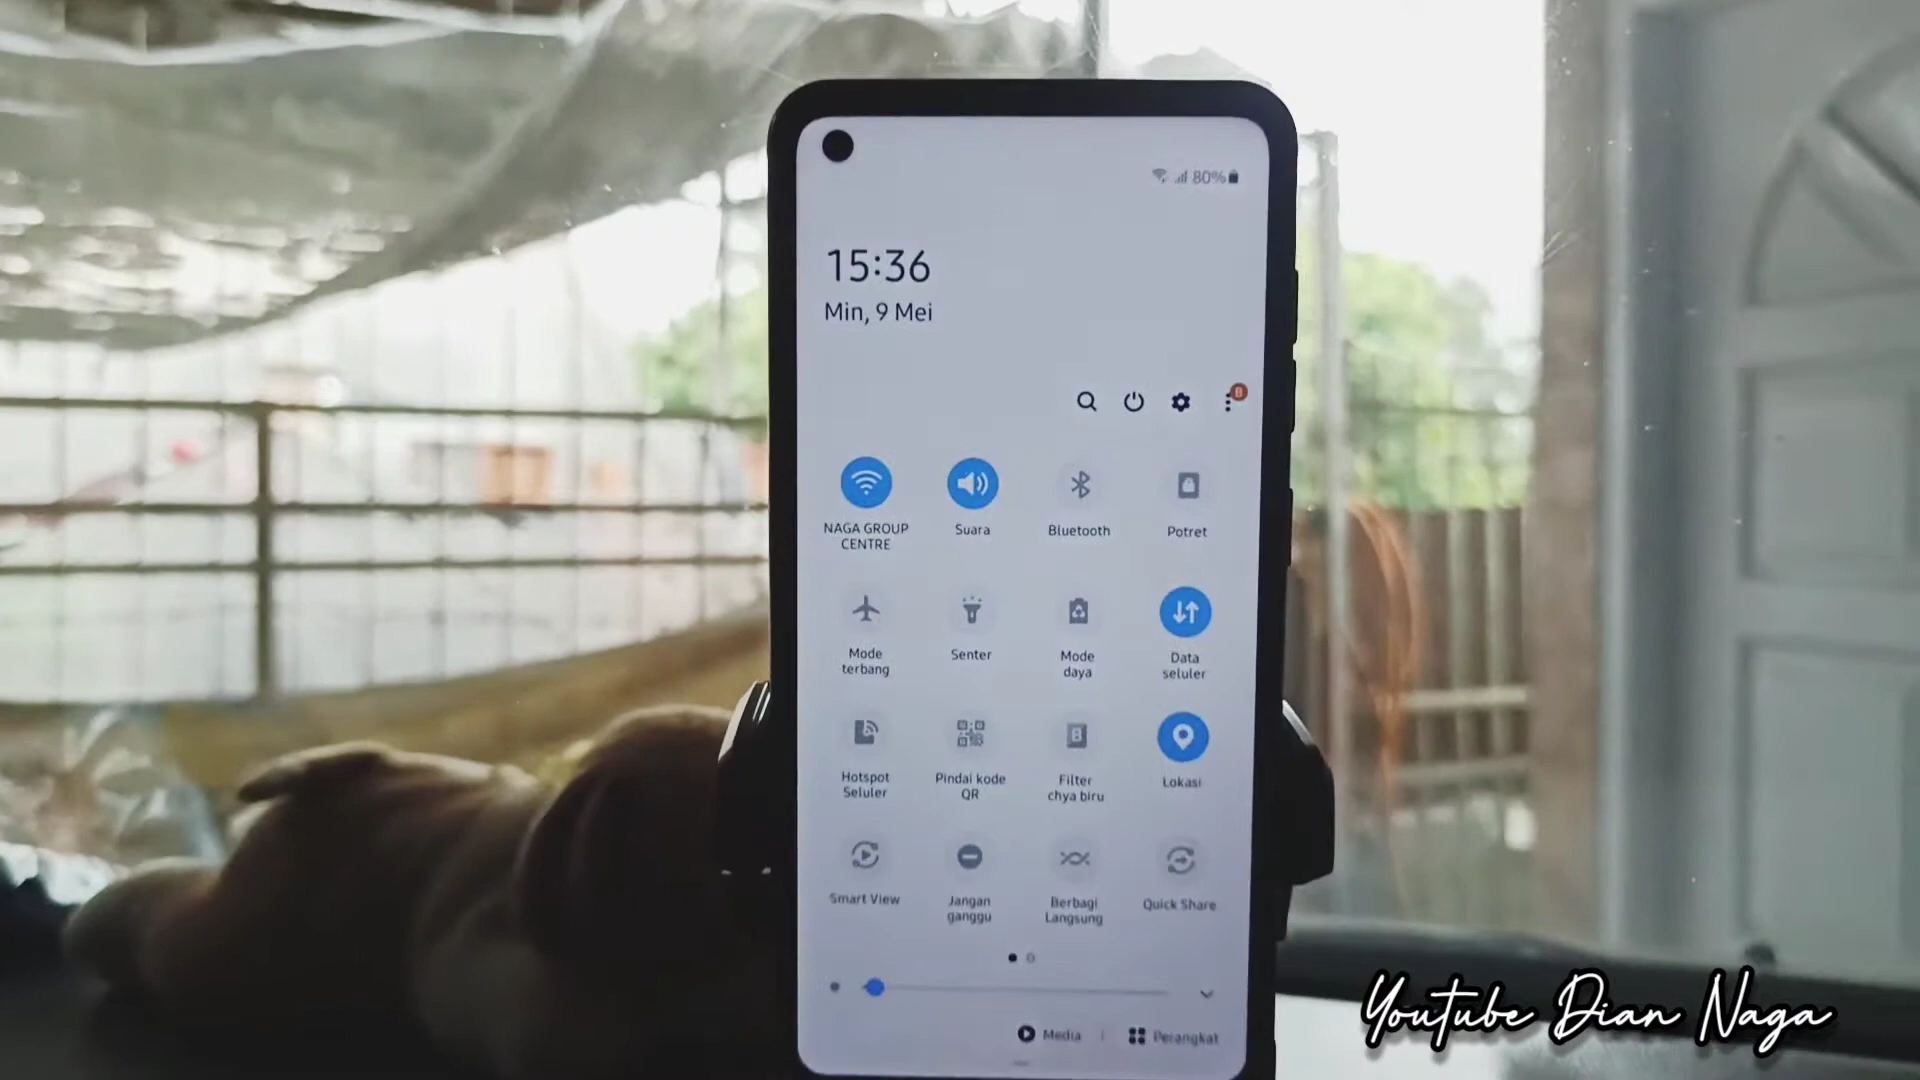 80%
15:36
Min, 9 Mei
B
NAGA GROUP
CENTRE
Suara
Bluetooth
Potret
Mode
terbang
Senter
Mode
daya
Data
seluler
Hotspot
Seluler
Pindai kode
QR
B
Filter
chya biru
Lokasi
Smart View
Jangan
ganggu
Berbagi
Langsung
Quick Share
Media
Perangkat
Youtube Dian Naga